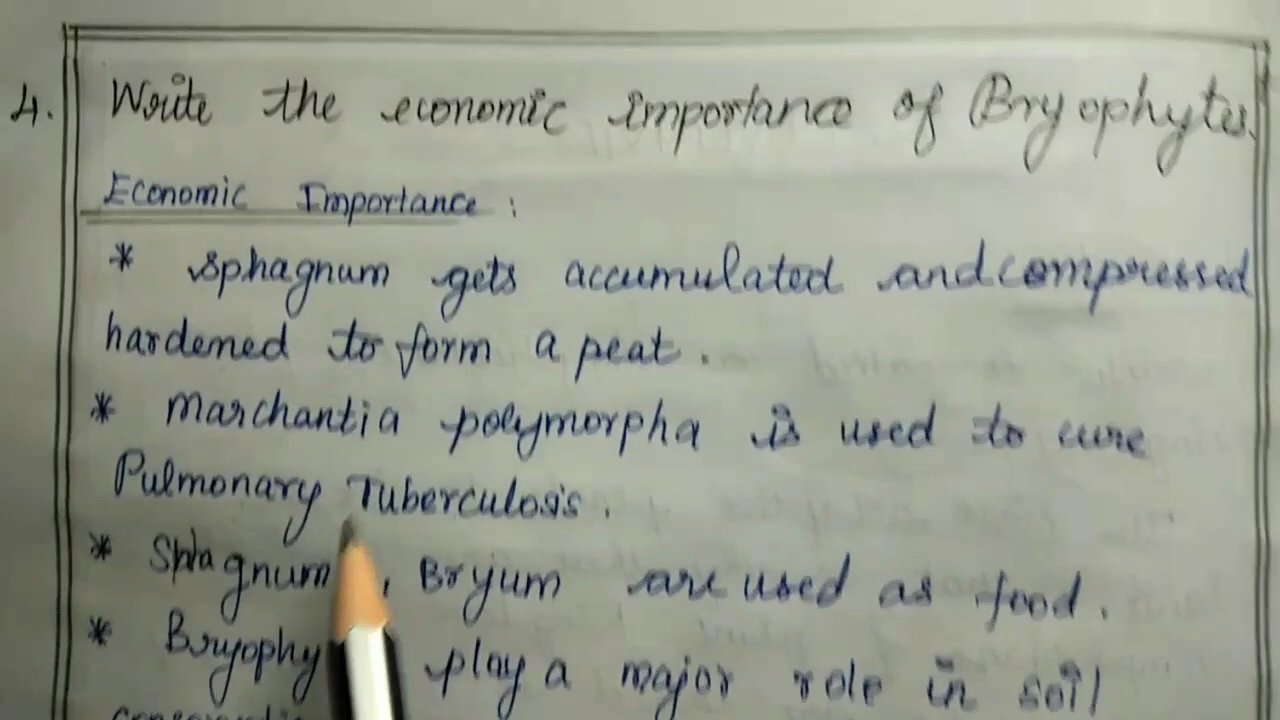 4. Write the economic importance of Bryophytes.
Economic Importance :
* Sphagnum gets accumulated and compressed
hardened to form a peat.
* Marchantia polymorpha is used to cure
Pulmonary Tuberculosis.
* Sphagnum, Bryum are used as food.
* Bryophy play a major role in soil